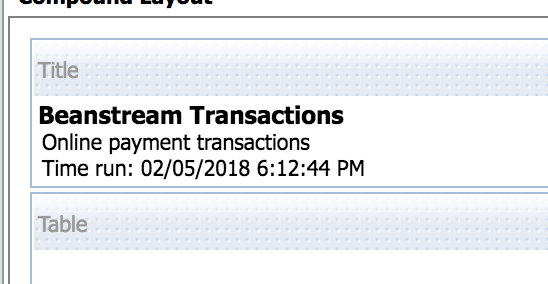 Compound Layout
Title
Beanstream Transactions
Online payment transactions
Time run: 02/05/2018 6:12:44 PM
Table